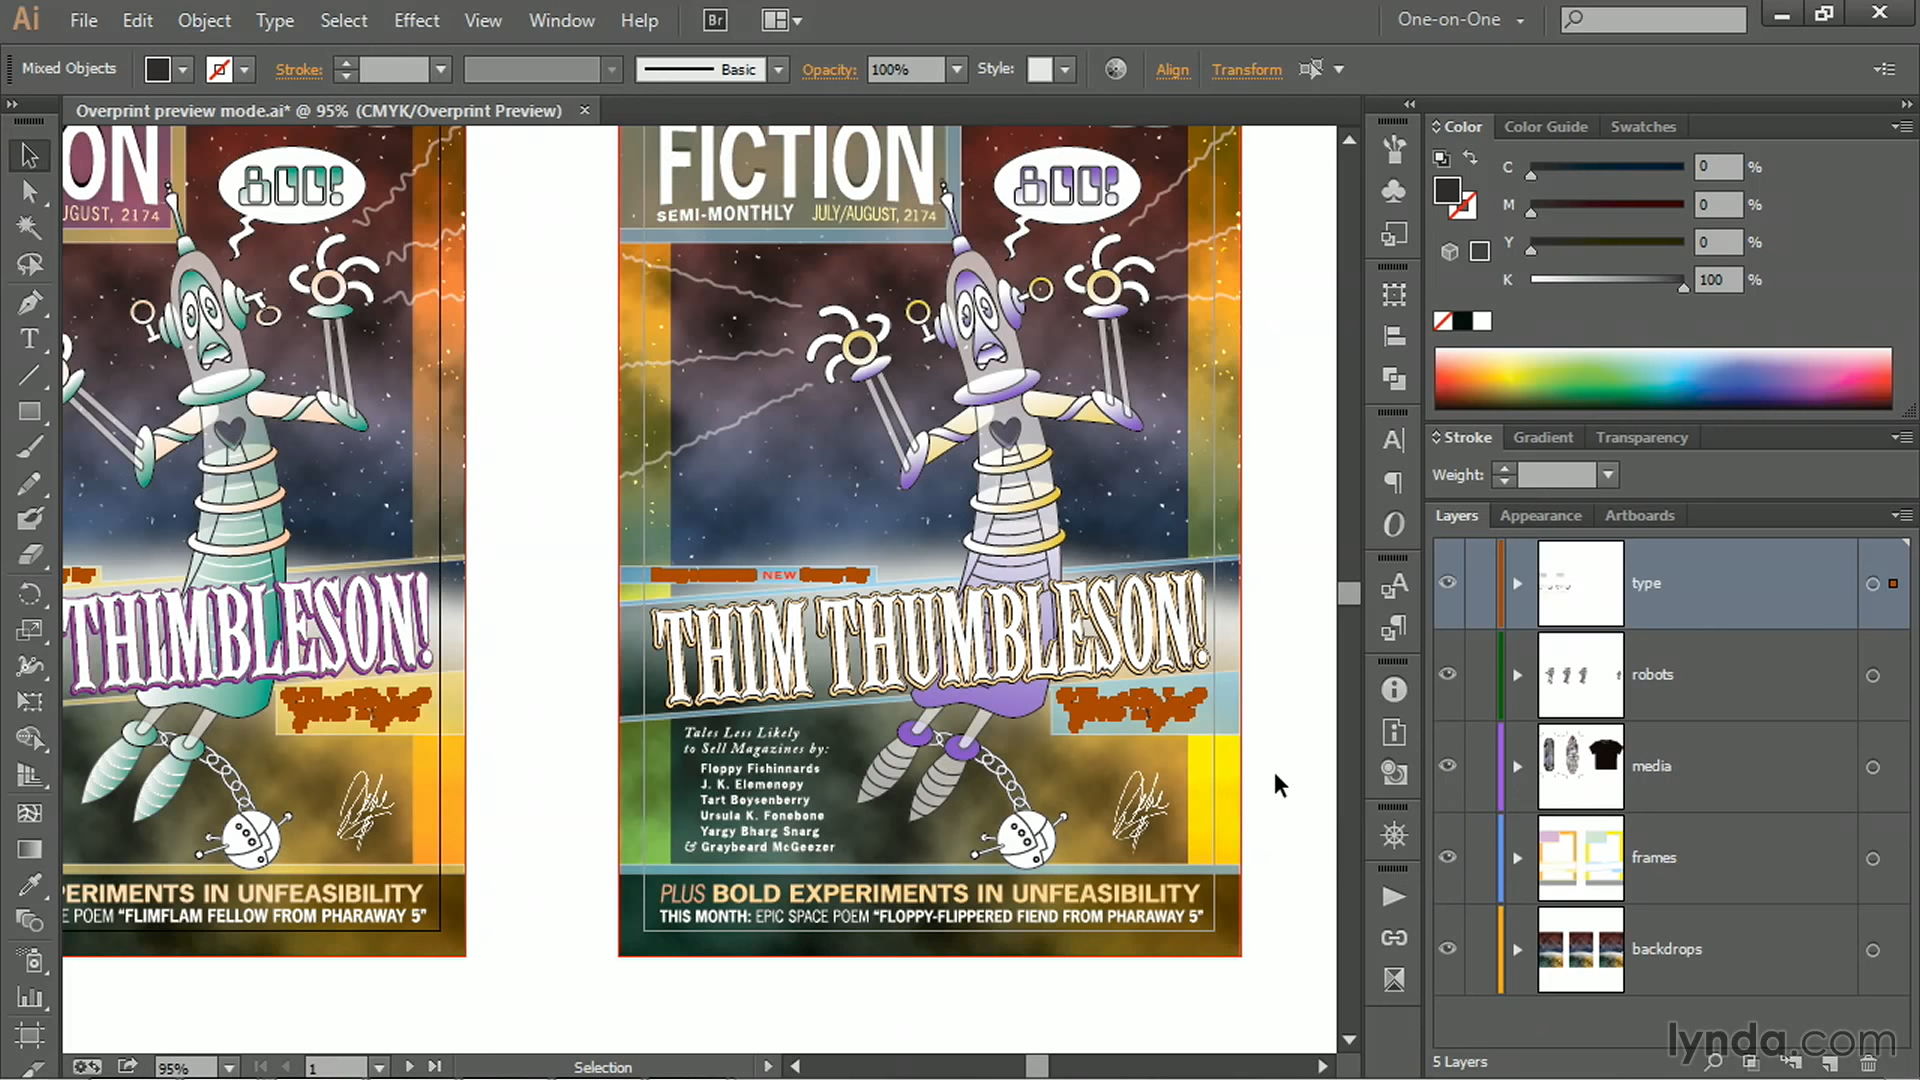 Ai File Edit Object Type Select Effect View Window Help Br One-on-One
Mixed Objects Stroke: Basic Opacity: 100% Style: Align Transform
Overprint preview mode.ai* @ 95% (CMYK/Overprint Preview) ×
ON
UGUST, 2174
BOO!
THIMBLESON!
PERIMENTS IN UNFEASIBILITY
E POEM “FLIMFLAM FELLOW FROM PHARAWAY 5”
FICTION
SEMI-MONTHLY JULY/AUGUST, 2174
BOO!
NEW
THIM THUMBLESON!
Tales Less Likely
to Sell Magazines by:
Floppy Fishinnards
J. K. Elemenopy
Tart Boysenberry
Ursula K. Fonebone
Yargy Bharg Snarg
& Graybeard McGeezer
PLUS BOLD EXPERIMENTS IN UNFEASIBILITY
THIS MONTH: EPIC SPACE POEM “FLOPPY-FLIPPERED FIEND FROM PHARAWAY 5”
Color Color Guide Swatches
C 0 %
M 0 %
Y 0 %
K 100 %
Stroke Gradient Transparency
Weight:
Layers Appearance Artboards
type
robots
media
frames
backdrops
5 Layers
lynda.com
95% 1 Selection